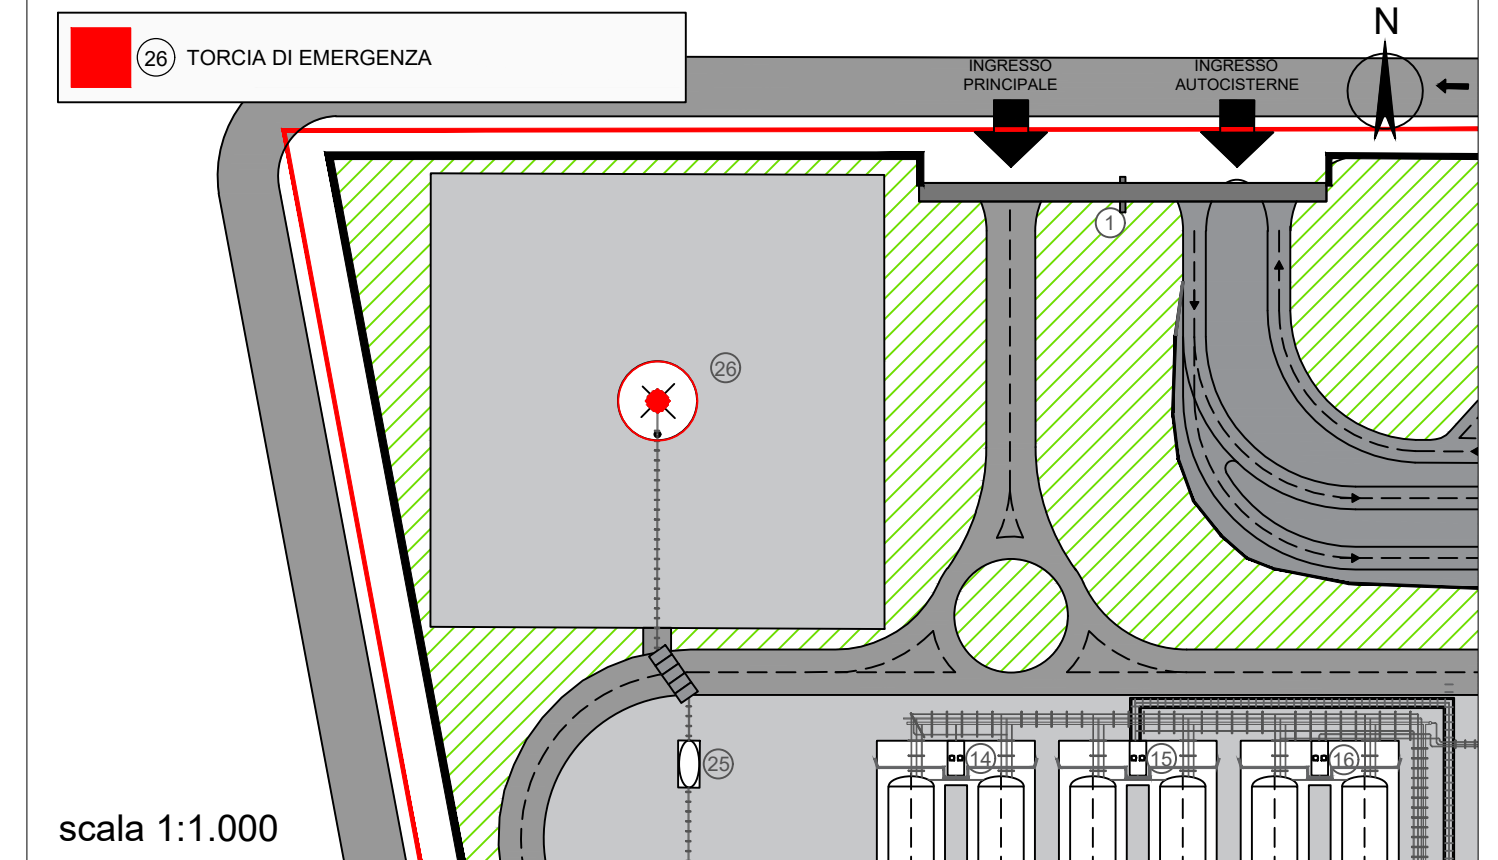 26 TORCIA DI EMERGENZA
N
INGRESSO
PRINCIPALE
INGRESSO
AUTOCISTERNE
1
26
25
14
15
16
scala 1:1.000